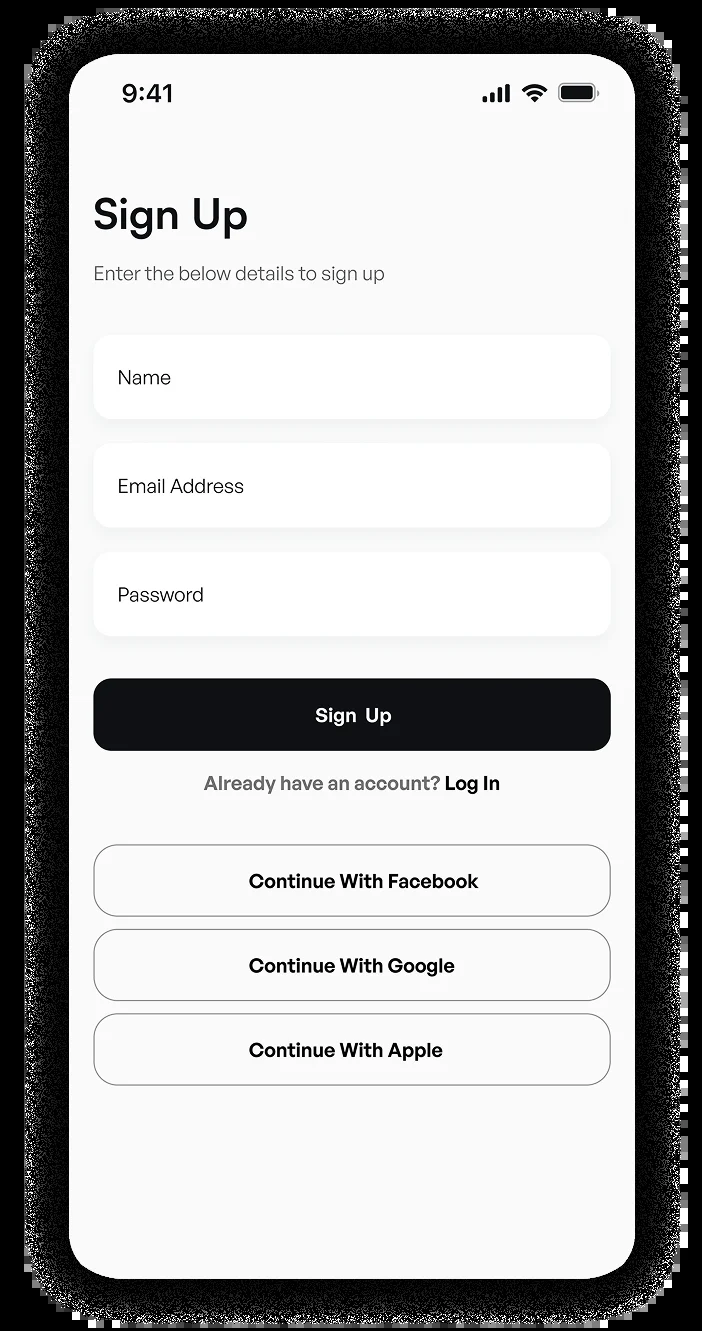 9:41
Sign Up
Enter the below details to sign up
Name
Email Address
Password
Sign Up
Already have an account? Log In
Continue With Facebook
Continue With Google
Continue With Apple